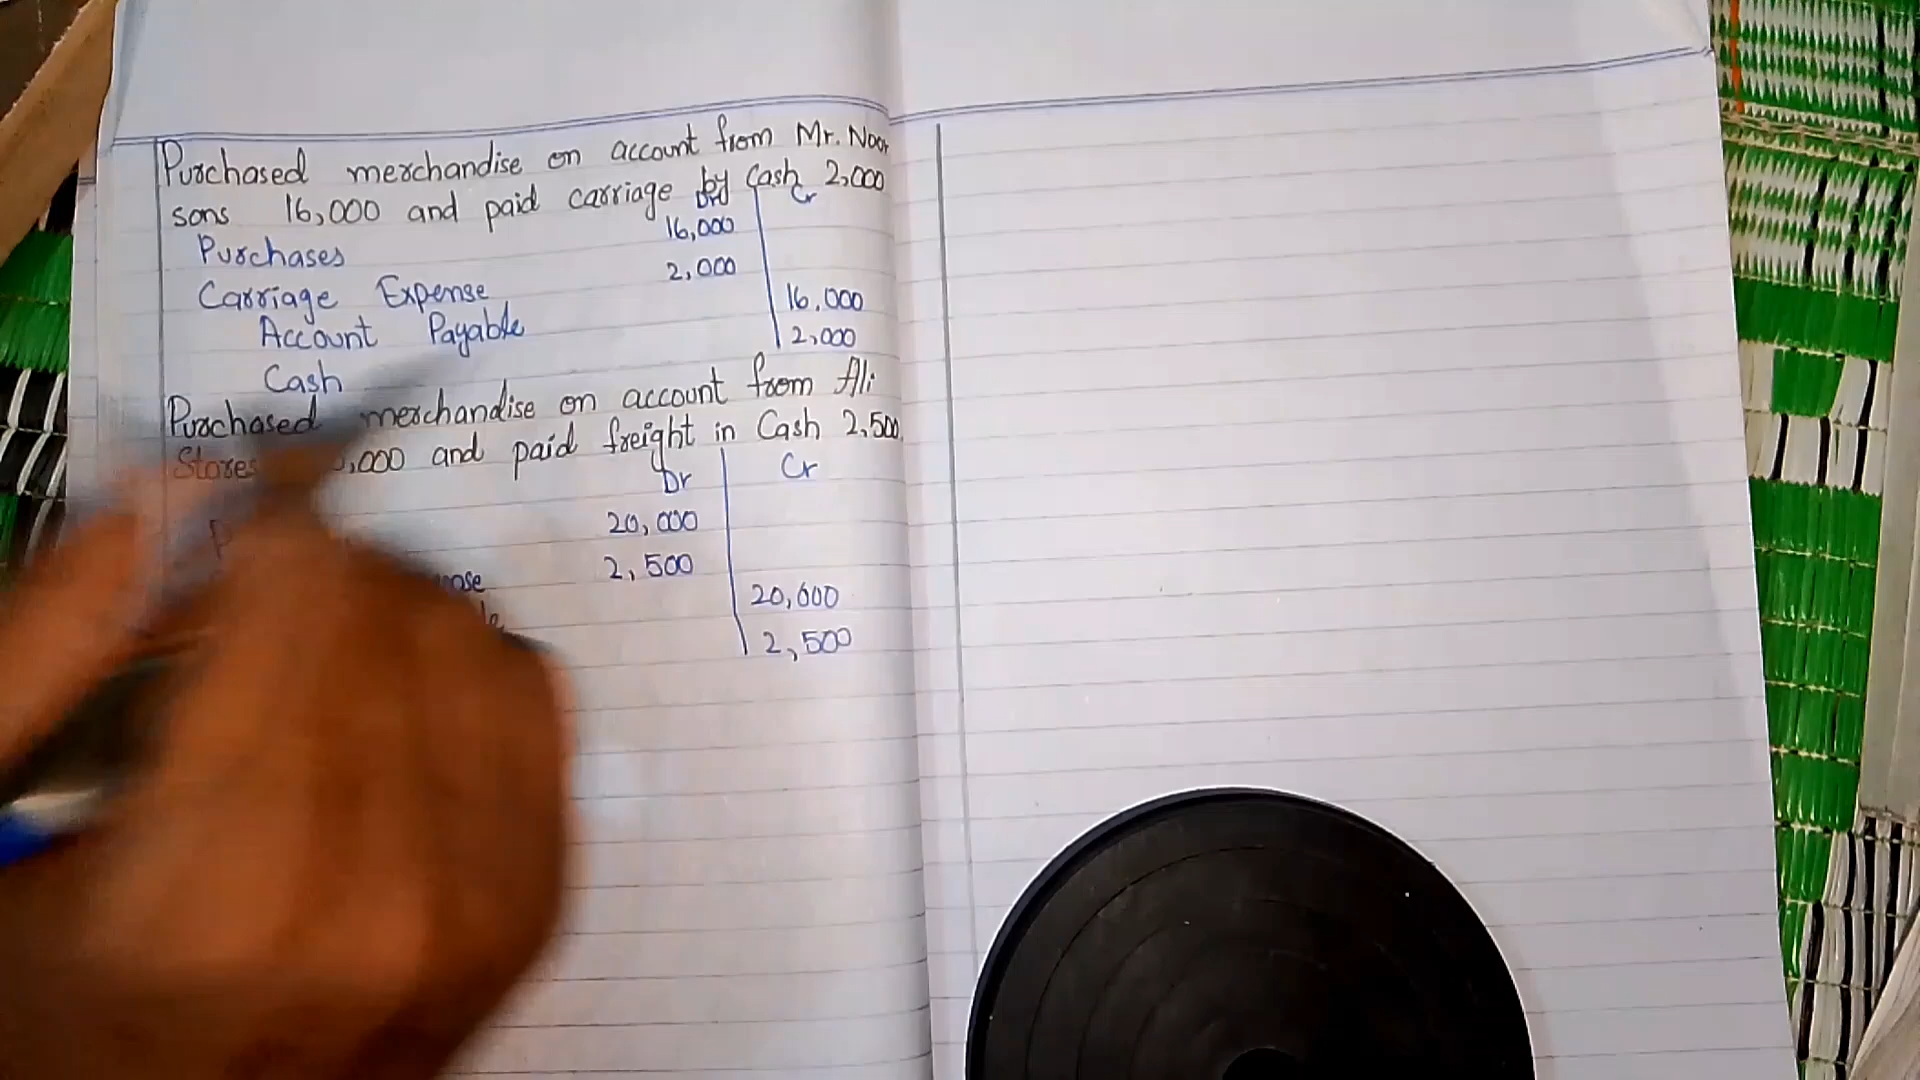 Purchased merchandise on account from Mr. Noor
sons 16,000 and paid carriage by Cash 2,000
Dr Cr
Purchases 16,000
Carriage Expense 2,000
Account Payable 16,000
Cash 2,000
Purchased merchandise on account from Ali
Stores and paid freight in Cash 2,500
Dr Cr
20,000
2,500
20,000
2,500